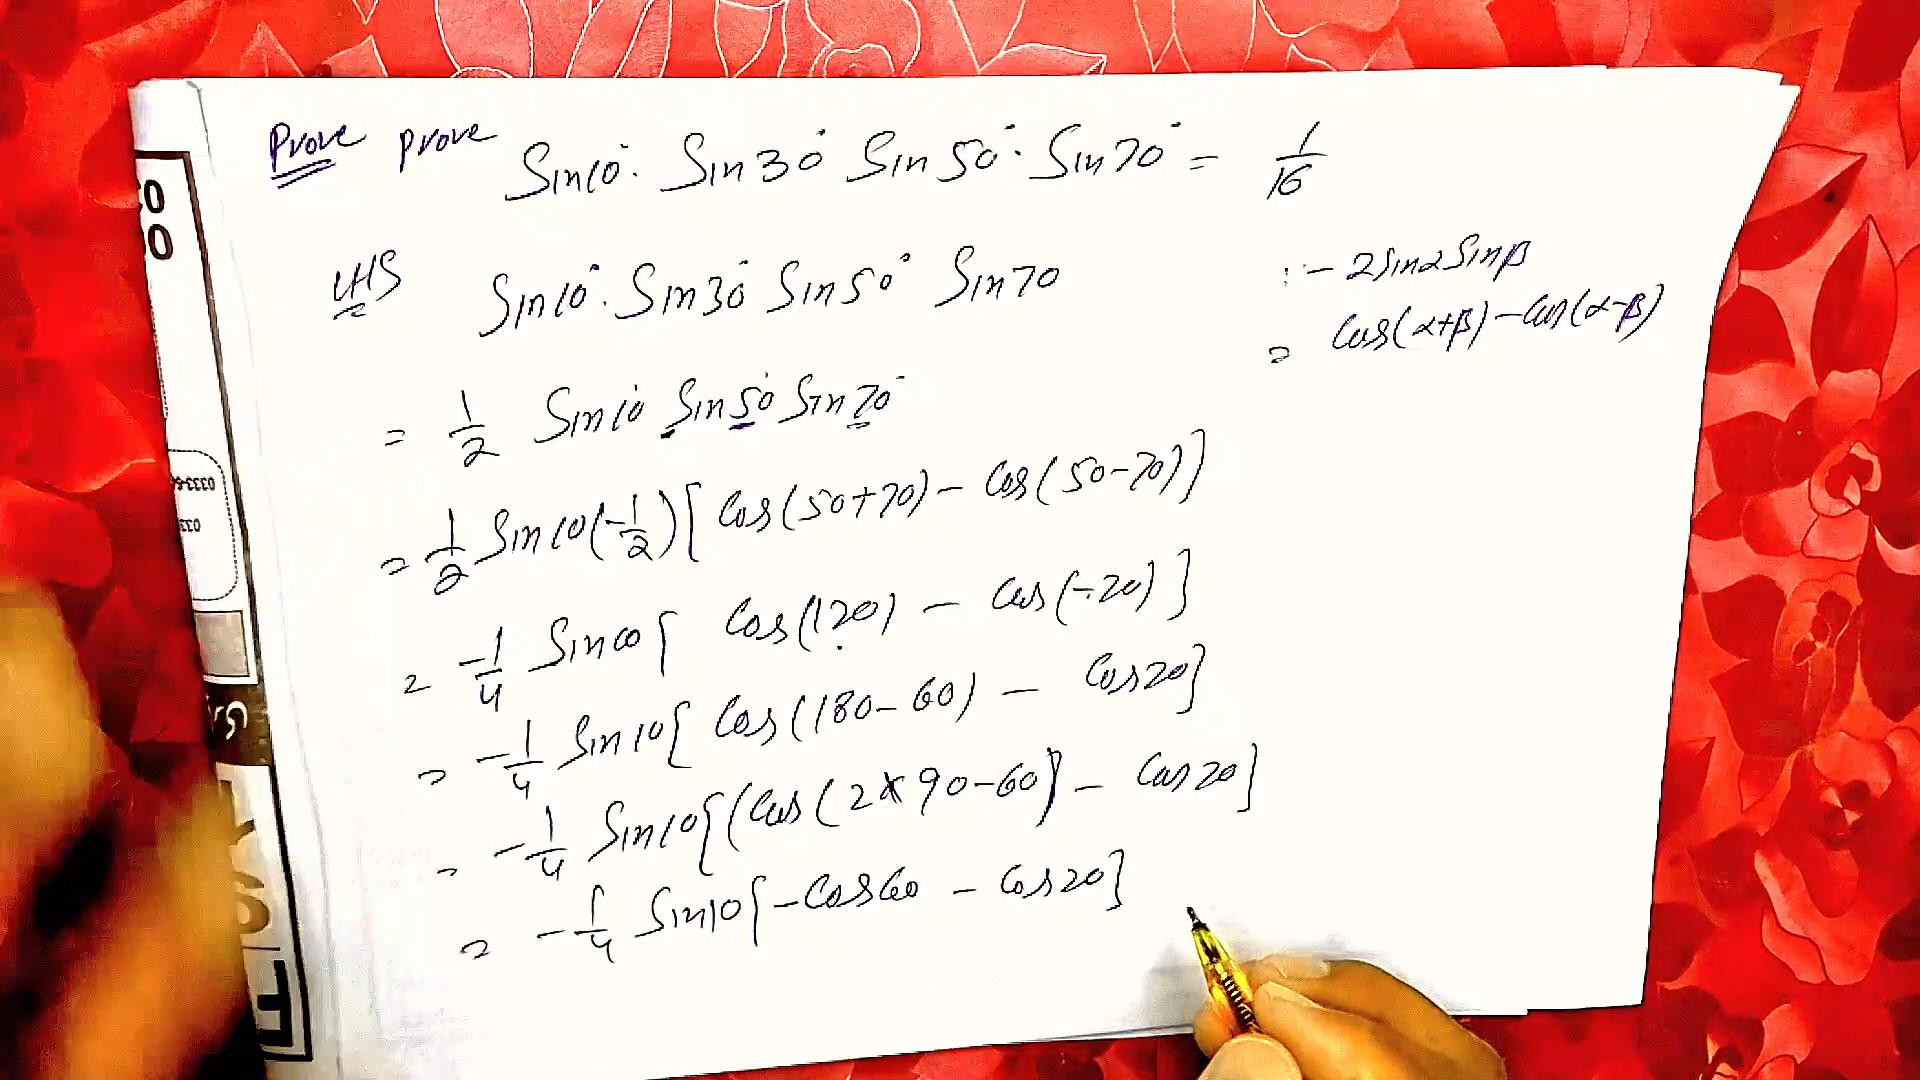 Prove prove Sin10°. Sin30° Sin50°. Sin70° = 1/16
LHS Sin10°. Sin30° Sin50° Sin70
:- 2SinαSinβ
= Cos(α+β)-Cos(α-β)
= 1/2 Sin10 Sin50 Sin70°
= 1/2 Sin10(-1/2)[Cos(50+70)- Cos(50-70)]
= -1/4 Sin10[ Cos(120) - Cos(-20)]
= -1/4 Sin10[ Cos(180-60) - Cos20]
= -1/4 Sin10[(Cos(2*90-60) - Cos20]
= -1/4 Sin10[-Cos60 - Cos20]